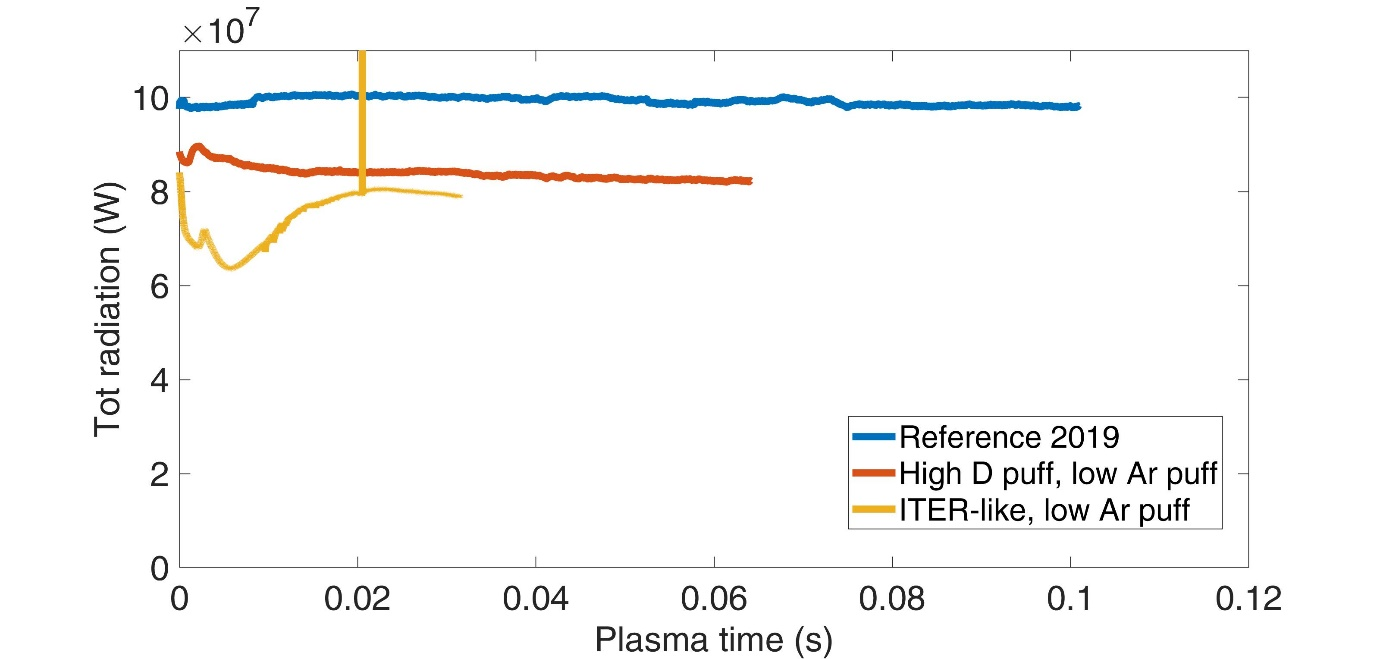 ×10^7
Tot radiation (W)
10
8
6
4
2
0
0 0.02 0.04 0.06 0.08 0.1 0.12
Plasma time (s)
Reference 2019
High D puff, low Ar puff
ITER-like, low Ar puff